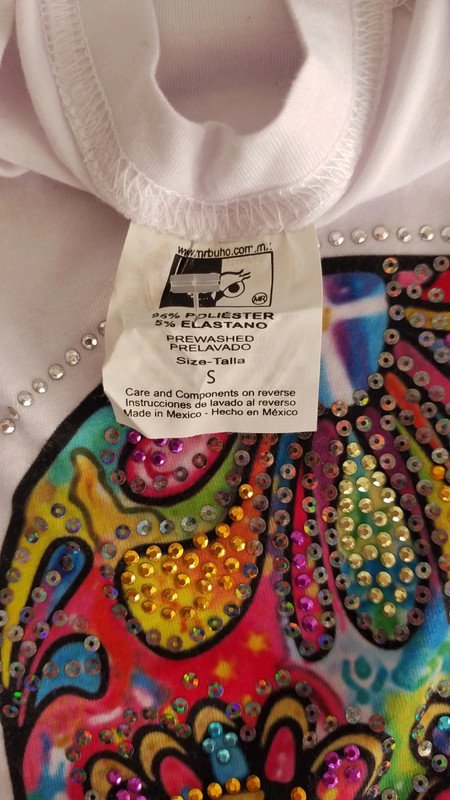 www.mrbuho.com.mx
MR
95% POLIÉSTER
5% ELASTANO
PREWASHED
PRELAVADO
Size-Talla
S
Care and Components on reverse
Instrucciones de lavado al reverso
Made in Mexico - Hecho en México